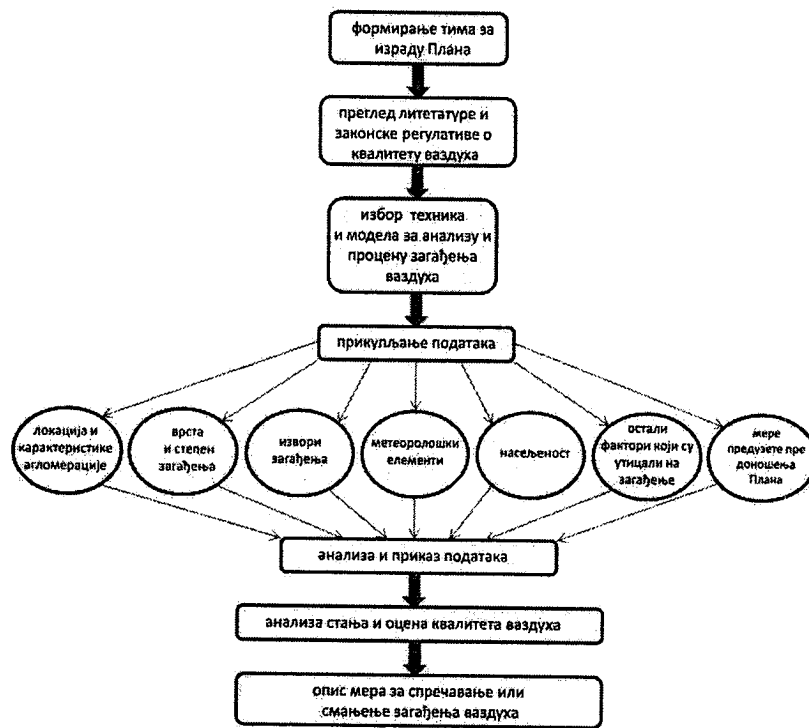 формирање тима за
израду Плана
преглед литетатуре и
законске регулативе о
квалитету ваздуха
избор техника
и модела за анализу и
процену загађења
ваздуха
прикупљање података
локација и
карактеристике
агломерације
врста
и степен
загађења
извори
загађења
метеоролошки
елементи
насељеност
остали
фактори који су
утицали на
загађење
мере
предузете пре
доношења
Плана
анализа и приказ података
анализа стања и оцена квалитета ваздуха
опис мера за спречавање или
смањење загађења ваздуха